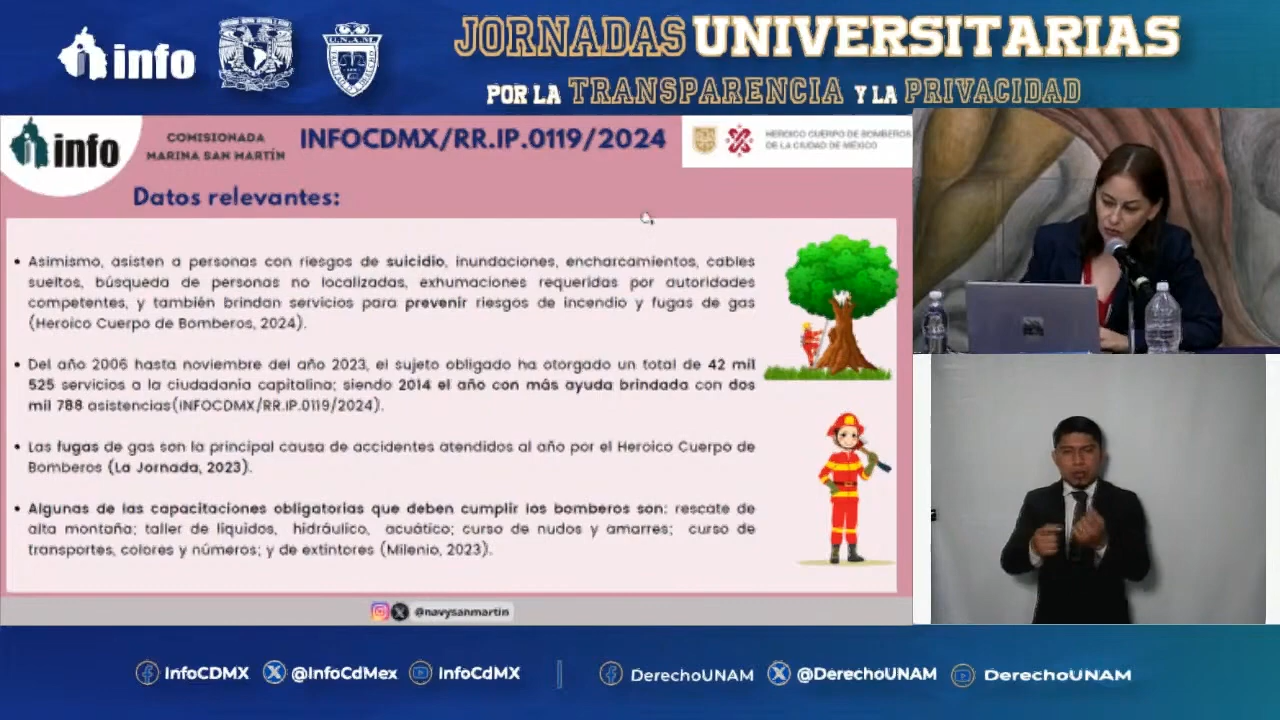 info
U.N.A.M.
JORNADAS UNIVERSITARIAS
POR LA TRANSPARENCIA Y LA PRIVACIDAD
info
COMISIONADA
MARINA SAN MARTÍN
INFOCDMX/RR.IP.0119/2024
HEROICO CUERPO DE BOMBEROS
DE LA CIUDAD DE MÉXICO
Datos relevantes:
• Asimismo, asisten a personas con riesgos de suicidio, inundaciones, encharcamientos, cables
sueltos, búsqueda de personas no localizadas, exhumaciones requeridas por autoridades
competentes, y también brindan servicios para prevenir riesgos de incendio y fugas de gas
(Heroico Cuerpo de Bomberos, 2024).
• Del año 2006 hasta noviembre del año 2023, el sujeto obligado ha otorgado un total de 42 mil
525 servicios a la ciudadanía capitalina; siendo 2014 el año con más ayuda brindada con dos
mil 788 asistencias(INFOCDMX/RR.IP.0119/2024).
• Las fugas de gas son la principal causa de accidentes atendidos al año por el Heroico Cuerpo de
Bomberos (La Jornada, 2023).
• Algunas de las capacitaciones obligatorias que deben cumplir los bomberos son: rescate de
alta montaña; taller de líquidos, hidráulico, acuático; curso de nudos y amarres; curso de
transportes, colores y números; y de extintores (Milenio, 2023).
@navysanmartin
InfoCDMX @InfoCdMex InfoCdMX | DerechoUNAM @DerechoUNAM DerechoUNAM